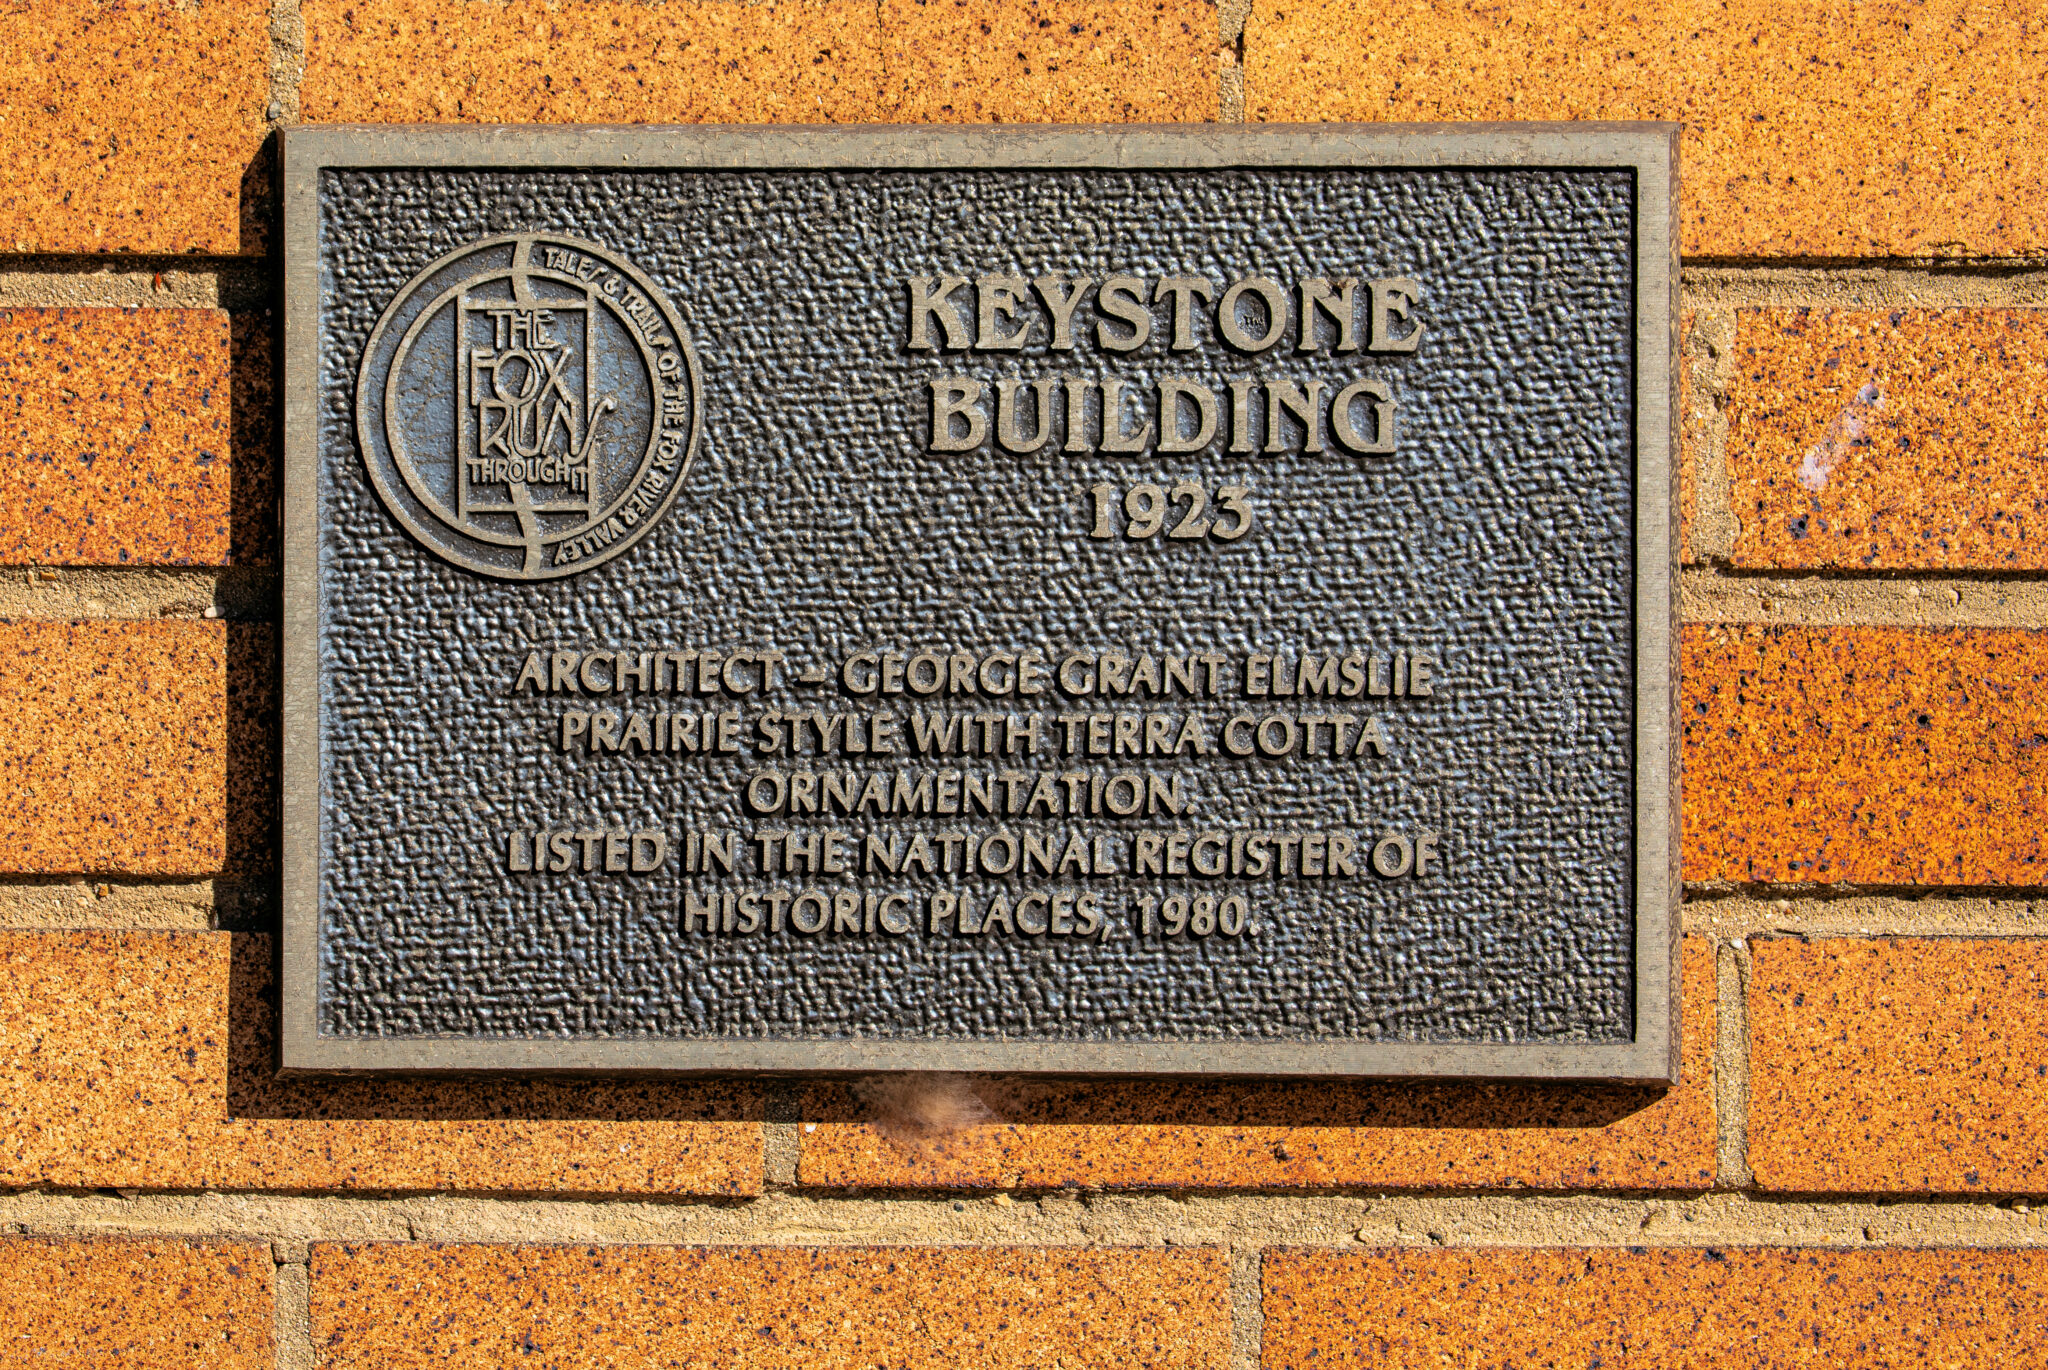 THE
FOX
RUNS
THROUGH IT
TALES & TRAILS OF THE FOX RIVER VALLEY
KEYSTONE
BUILDING
1923
ARCHITECT – GEORGE GRANT ELMSLIE
PRAIRIE STYLE WITH TERRA COTTA
ORNAMENTATION.
LISTED IN THE NATIONAL REGISTER OF
HISTORIC PLACES, 1980.